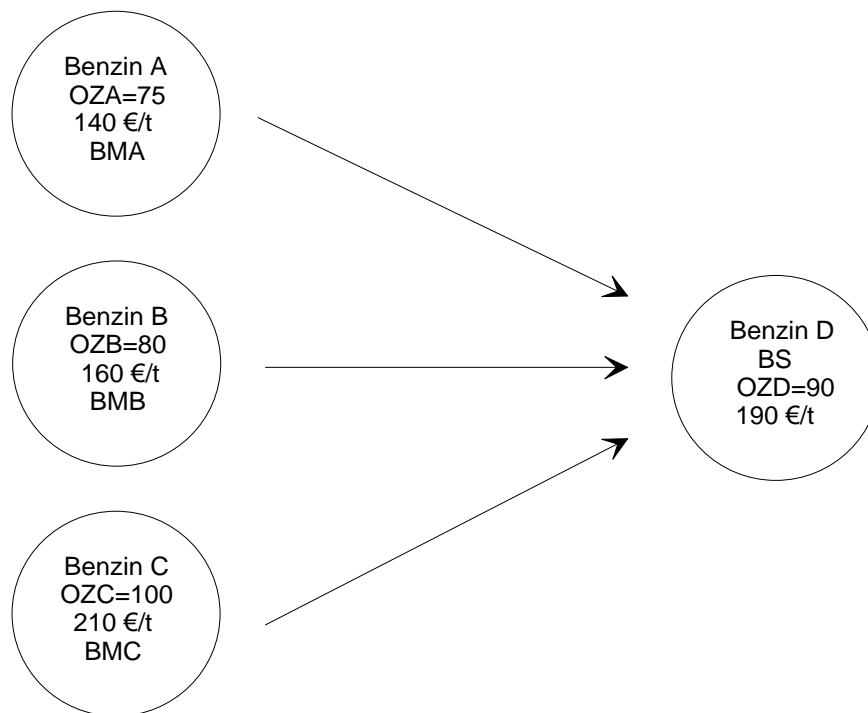 Benzin A
OZA=75
140 €/t
BMA
Benzin B
OZB=80
160 €/t
BMB
Benzin C
OZC=100
210 €/t
BMC
Benzin D
BS
OZD=90
190 €/t